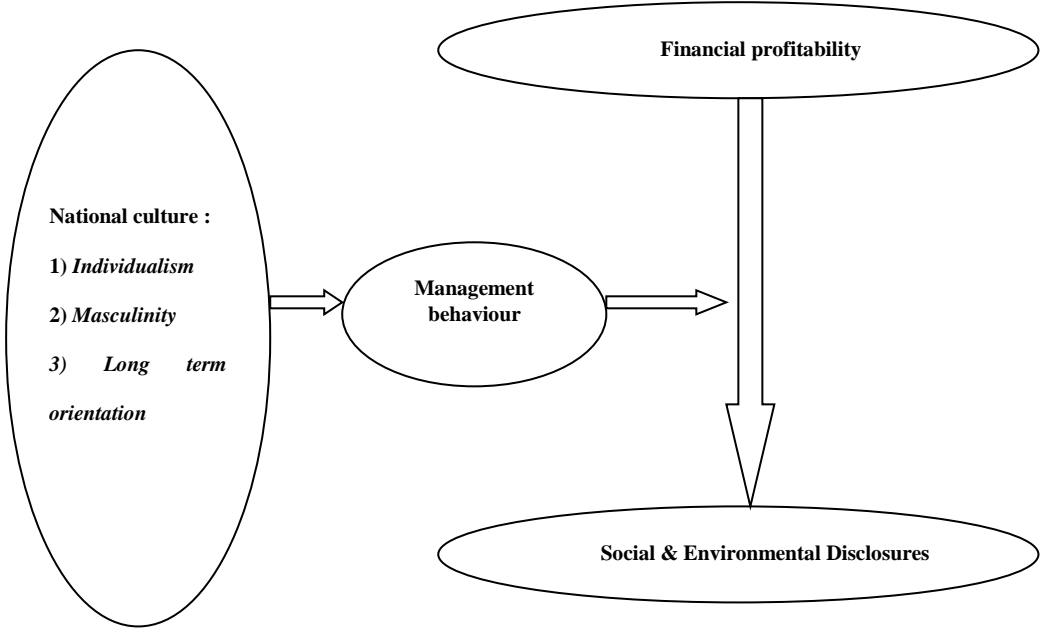 Financial profitability
National culture :
1) Individualism
2) Masculinity
3) Long term
orientation
Management
behaviour
Social & Environmental Disclosures